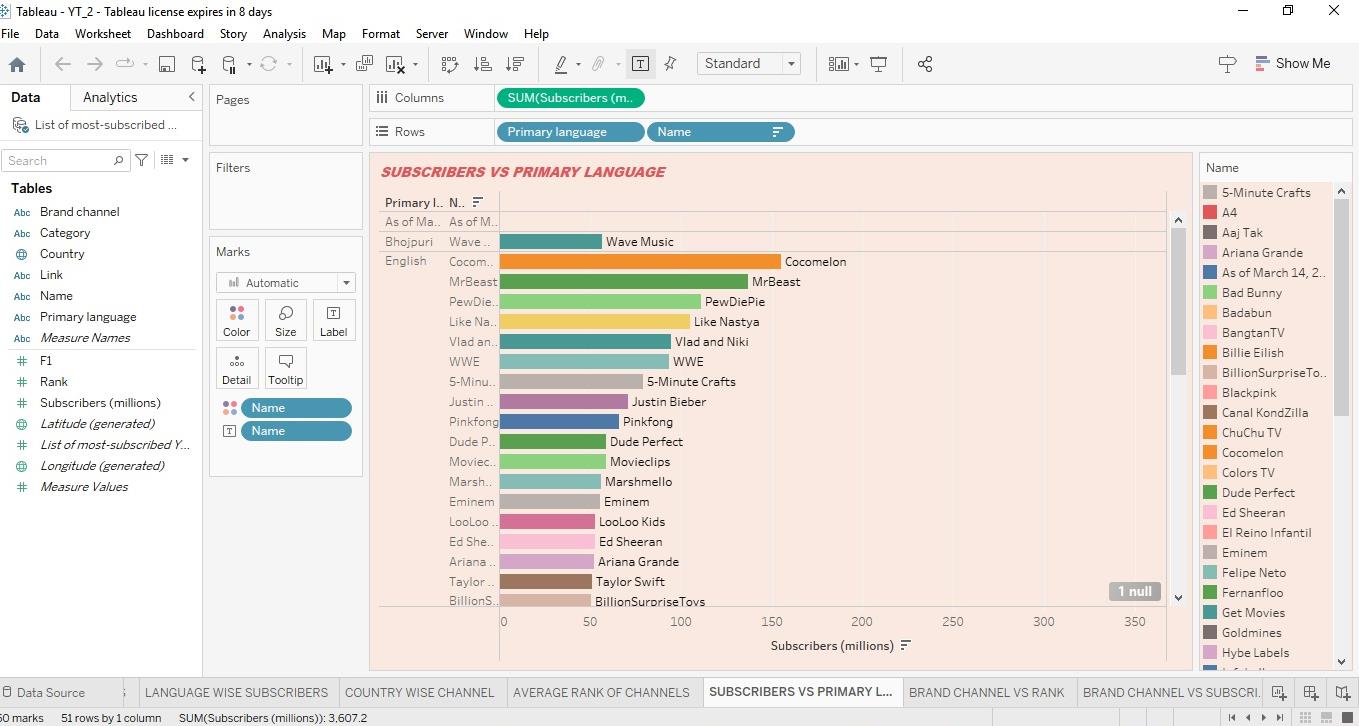 Tableau - YT_2 - Tableau license expires in 8 days
File Data Worksheet Dashboard Story Analysis Map Format Server Window Help
Standard
Show Me
Data Analytics
List of most-subscribed ...
Search
Tables
Abc Brand channel
Abc Category
Country
Abc Link
Abc Name
Abc Primary language
Abc Measure Names
# F1
# Rank
# Subscribers (millions)
Latitude (generated)
# List of most-subscribed Y...
Longitude (generated)
# Measure Values
Pages
Filters
Marks
Automatic
Color Size Label
Detail Tooltip
Name
Name
Columns SUM(Subscribers (m..
Rows Primary language Name
SUBSCRIBERS VS PRIMARY LANGUAGE
Primary l.. N..
As of Ma.. As of M..
Bhojpuri Wave .. Wave Music
English Cocom.. Cocomelon
MrBeast MrBeast
PewDie.. PewDiePie
Like Na.. Like Nastya
Vlad an.. Vlad and Niki
WWE WWE
5-Minu.. 5-Minute Crafts
Justin .. Justin Bieber
Pinkfong Pinkfong
Dude P.. Dude Perfect
Moviec.. Movieclips
Marsh.. Marshmello
Eminem Eminem
LooLoo .. LooLoo Kids
Ed She.. Ed Sheeran
Ariana .. Ariana Grande
Taylor .. Taylor Swift
BillionS.. BillionSurpriseToys
1 null
0 50 100 150 200 250 300 350
Subscribers (millions)
Name
5-Minute Crafts
A4
Aaj Tak
Ariana Grande
As of March 14, 2..
Bad Bunny
Badabun
BangtanTV
Billie Eilish
BillionSurpriseTo..
Blackpink
Canal KondZilla
ChuChu TV
Cocomelon
Colors TV
Dude Perfect
Ed Sheeran
El Reino Infantil
Eminem
Felipe Neto
Fernanfloo
Get Movies
Goldmines
Hybe Labels
Data Source LANGUAGE WISE SUBSCRIBERS COUNTRY WISE CHANNEL AVERAGE RANK OF CHANNELS SUBSCRIBERS VS PRIMARY L... BRAND CHANNEL VS RANK BRAND CHANNEL VS SUBSCRI.
50 marks 51 rows by 1 column SUM(Subscribers (millions)): 3,607.2